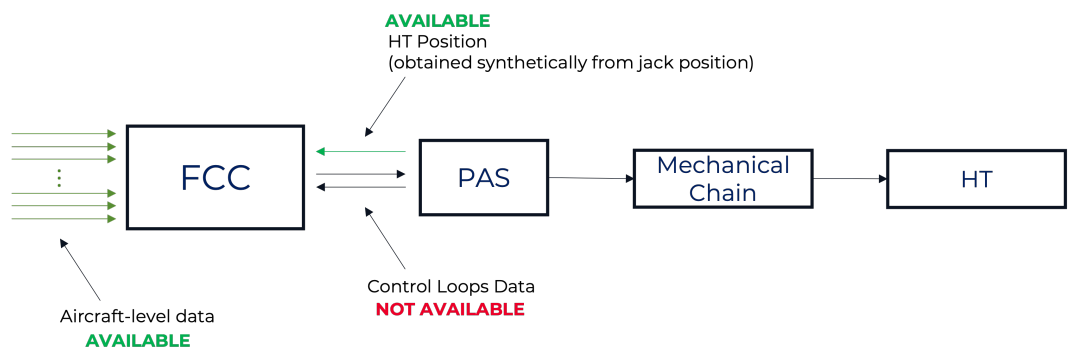 AVAILABLE
HT Position
(obtained synthetically from jack position)
FCC
PAS
Mechanical
Chain
HT
Control Loops Data
NOT AVAILABLE
Aircraft-level data
AVAILABLE